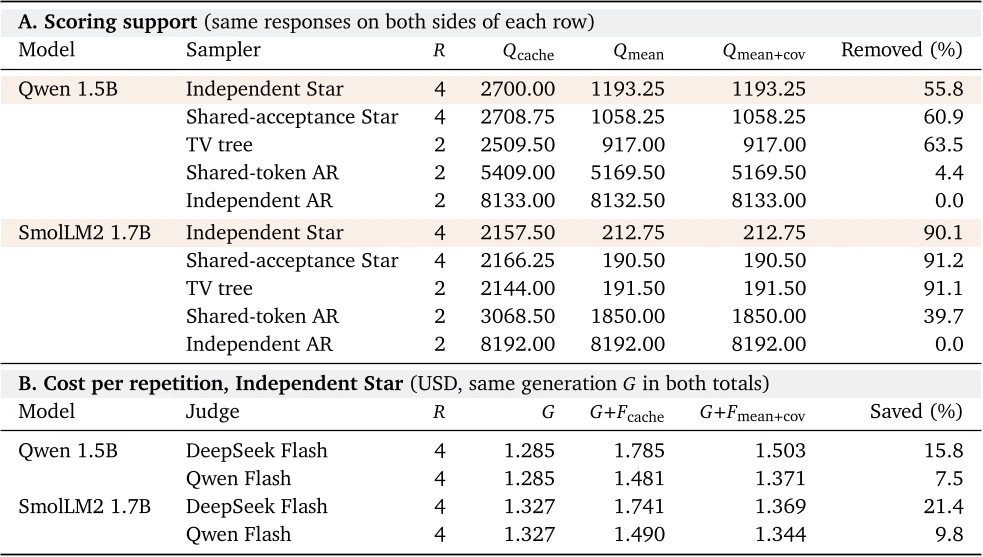 A. Scoring support (same responses on both sides of each row)
Model Sampler R Qcache Qmean Qmean+cov Removed (%)
Qwen 1.5B Independent Star 4 2700.00 1193.25 1193.25 55.8
Shared-acceptance Star 4 2708.75 1058.25 1058.25 60.9
TV tree 2 2509.50 917.00 917.00 63.5
Shared-token AR 2 5409.00 5169.50 5169.50 4.4
Independent AR 2 8133.00 8132.50 8133.00 0.0
SmolLM2 1.7B Independent Star 4 2157.50 212.75 212.75 90.1
Shared-acceptance Star 4 2166.25 190.50 190.50 91.2
TV tree 2 2144.00 191.50 191.50 91.1
Shared-token AR 2 3068.50 1850.00 1850.00 39.7
Independent AR 2 8192.00 8192.00 8192.00 0.0
B. Cost per repetition, Independent Star (USD, same generation G in both totals)
Model Judge R G G+Fcache G+Fmean+cov Saved (%)
Qwen 1.5B DeepSeek Flash 4 1.285 1.785 1.503 15.8
Qwen Flash 4 1.285 1.481 1.371 7.5
SmolLM2 1.7B DeepSeek Flash 4 1.327 1.741 1.369 21.4
Qwen Flash 4 1.327 1.490 1.344 9.8